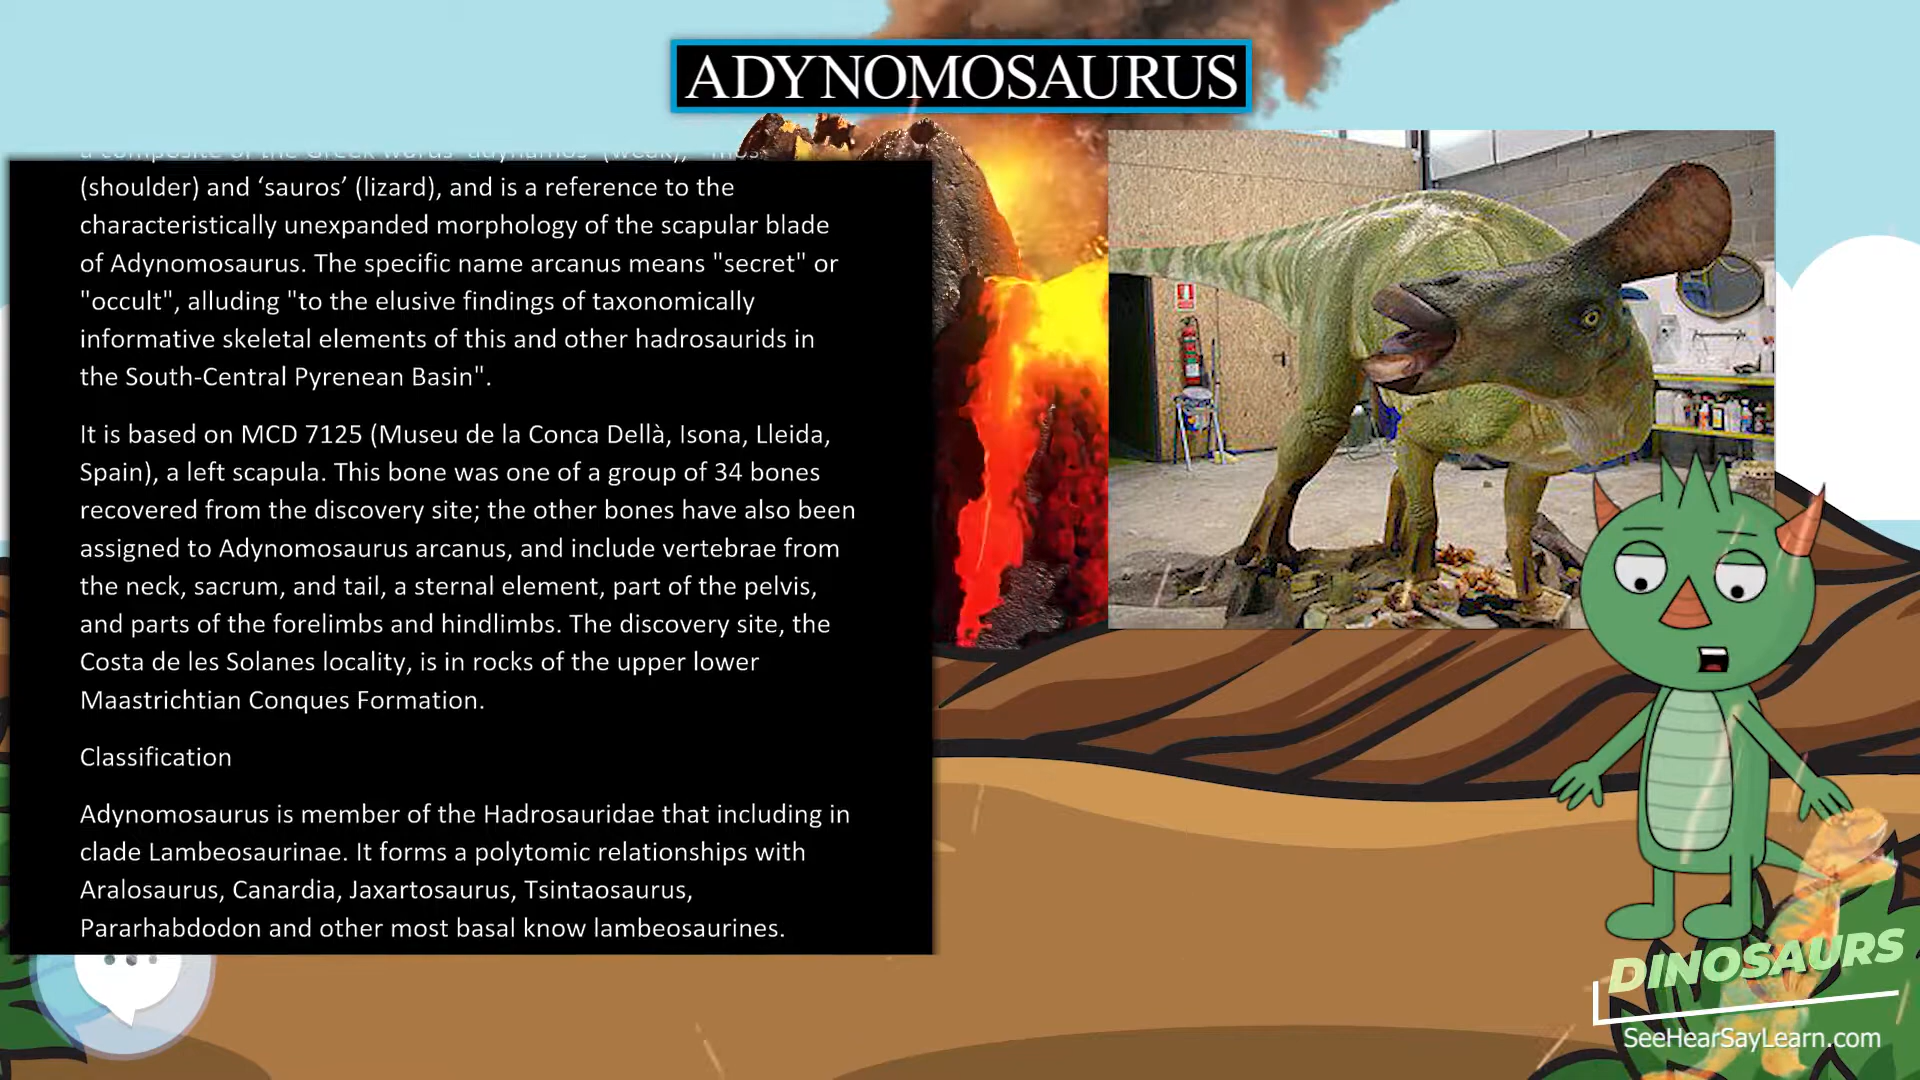 ADYNOMOSAURUS
(shoulder) and ‘sauros’ (lizard), and is a reference to the
characteristically unexpanded morphology of the scapular blade
of Adynomosaurus. The specific name arcanus means "secret" or
"occult", alluding "to the elusive findings of taxonomically
informative skeletal elements of this and other hadrosaurids in
the South-Central Pyrenean Basin".
It is based on MCD 7125 (Museu de la Conca Dellà, Isona, Lleida,
Spain), a left scapula. This bone was one of a group of 34 bones
recovered from the discovery site; the other bones have also been
assigned to Adynomosaurus arcanus, and include vertebrae from
the neck, sacrum, and tail, a sternal element, part of the pelvis,
and parts of the forelimbs and hindlimbs. The discovery site, the
Costa de les Solanes locality, is in rocks of the upper lower
Maastrichtian Conques Formation.
Classification
Adynomosaurus is member of the Hadrosauridae that including in
clade Lambeosaurinae. It forms a polytomic relationships with
Aralosaurus, Canardia, Jaxartosaurus, Tsintaosaurus,
Pararhabdodon and other most basal know lambeosaurines.
DINOSAURS
SeeHearSayLearn.com